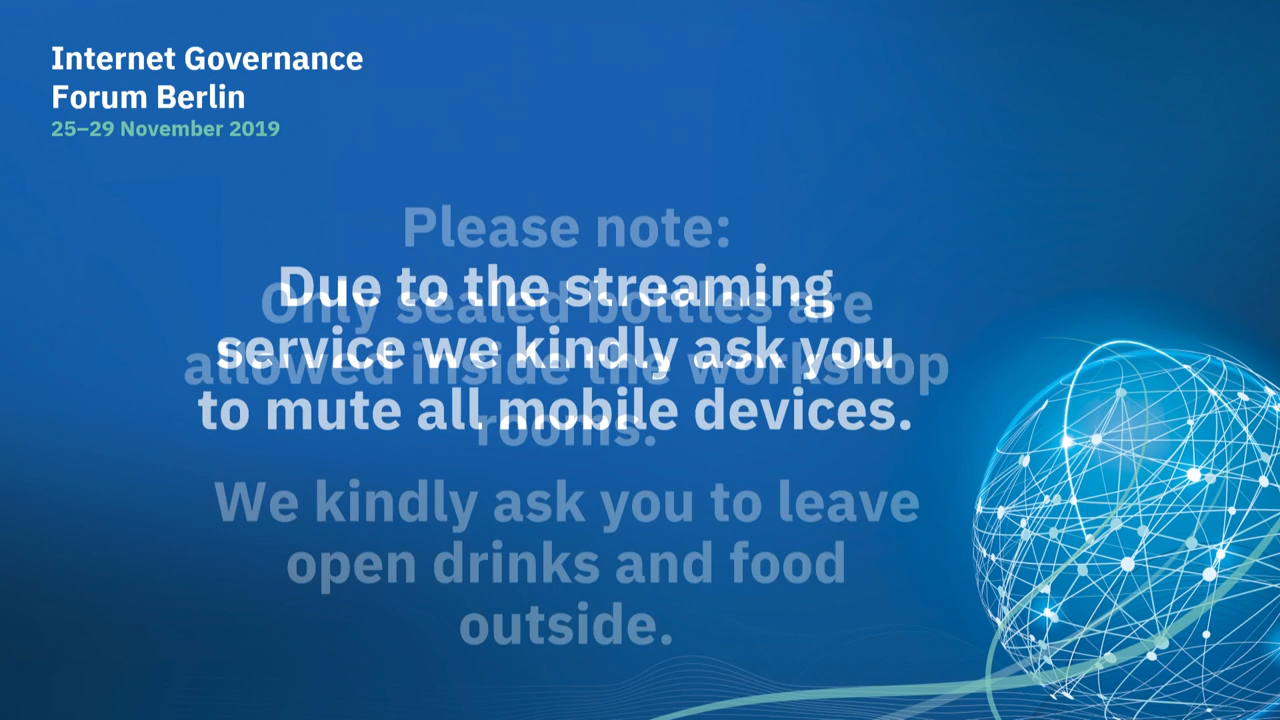 Internet Governance
Forum Berlin
25–29 November 2019
Please note:
Only sealed bottles are
allowed inside the workshop
rooms.
We kindly ask you to leave
open drinks and food
outside.
Due to the streaming
service we kindly ask you
to mute all mobile devices.